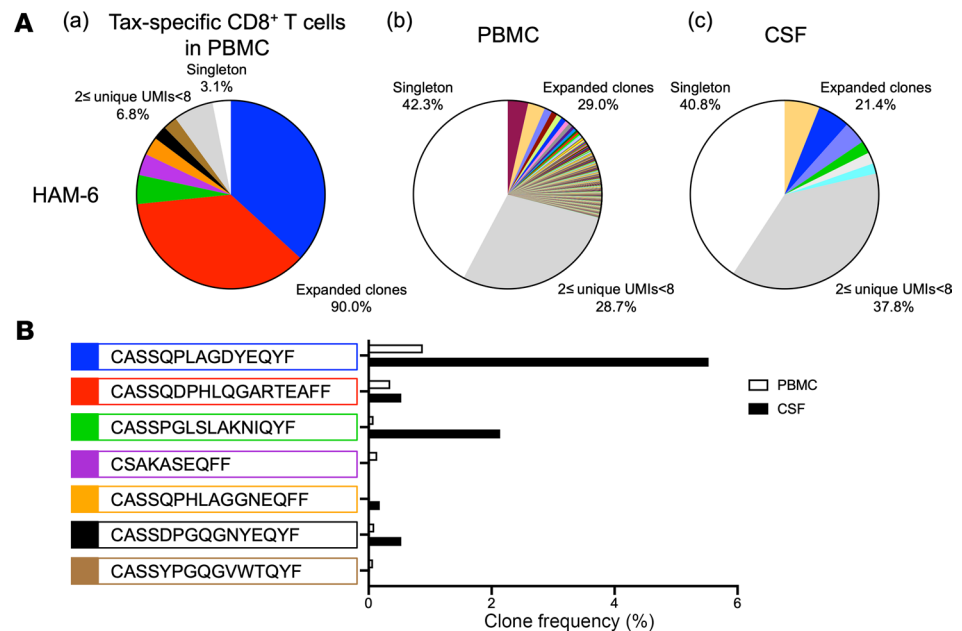 A
(a)
Tax-specific CD8⁺ T cells
in PBMC
(b)
PBMC
(c)
CSF
HAM-6
Singleton
3.1%
2≤ unique UMIs<8
6.8%
Expanded clones
90.0%
Singleton
42.3%
Expanded clones
29.0%
2≤ unique UMIs<8
28.7%
Singleton
40.8%
Expanded clones
21.4%
2≤ unique UMIs<8
37.8%
B
CASSQPLAGDYEQYF
CASSQDPHLQGARTEAFF
CASSPGLSLAKNIQYF
CSAKASEQFF
CASSQPHLAGGNEQFF
CASSDPGQGNYEQYF
CASSYPGQGVWTQYF
PBMC
CSF
0
2
4
6
Clone frequency (%)